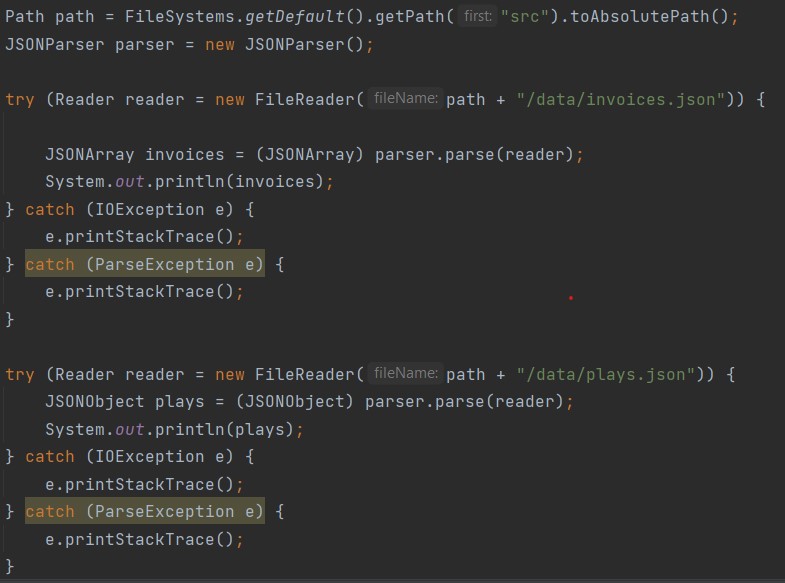 Path path = FileSystems.getDefault().getPath( first: "src").toAbsolutePath();
JSONParser parser = new JSONParser();
try (Reader reader = new FileReader( fileName: path + "/data/invoices.json")) {
JSONArray invoices = (JSONArray) parser.parse(reader);
System.out.println(invoices);
} catch (IOException e) {
e.printStackTrace();
} catch (ParseException e) {
e.printStackTrace();
}
try (Reader reader = new FileReader( fileName: path + "/data/plays.json")) {
JSONObject plays = (JSONObject) parser.parse(reader);
System.out.println(plays);
} catch (IOException e) {
e.printStackTrace();
} catch (ParseException e) {
e.printStackTrace();
}